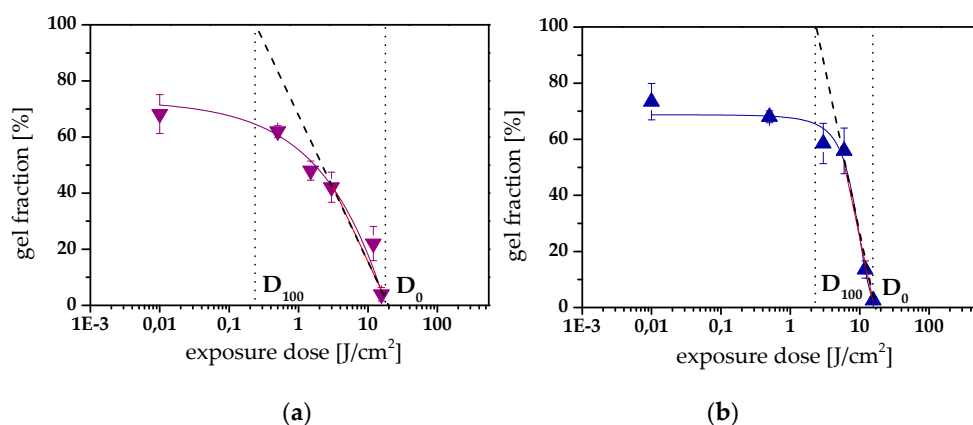 100
80
60
40
20
0
gel fraction [%]
D100
D0
1E-3 0,01 0,1 1 10 100
exposure dose [J/cm²]
(a)
100
80
60
40
20
0
gel fraction [%]
D100
D0
1E-3 0,01 0,1 1 10 100
exposure dose [J/cm²]
(b)